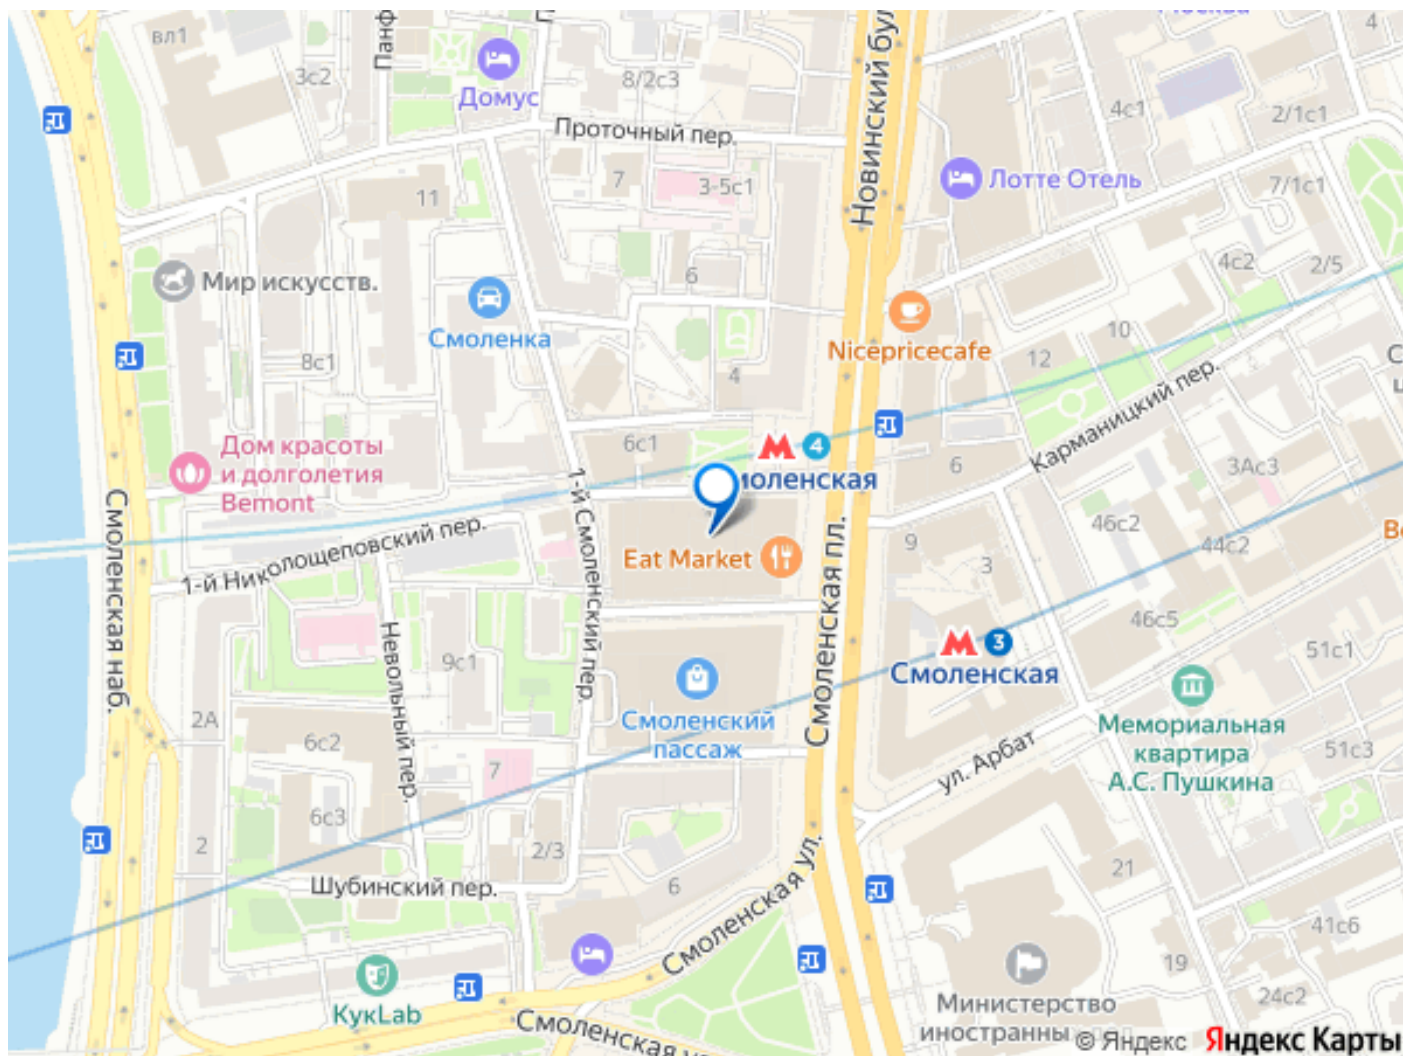 Москва
вл1
Панф
П
Новинский бул
4
3с2
Домус
8/2с3
4с1
2/1с1
Проточный пер.
7
3-5с1
11
Лотте Отель
7/1с1
6
4с2
2/5
Мир искусств.
Смоленка
Nicepricecafe
10
12
8с1
4
С
ц
Карманицкий пер.
Дом красоты
и долголетия
Bemont
6с1
4
моленская
6
3Ас3
1-й Смоленский пер.
46с2
44с2
Ве
1-й Николощеповский пер.
Смоленская наб.
Eat Market
Смоленская пл.
9
3
46с5
3
Смоленская
51с1
Невольный пер.
9с1
2А
6с2
Смоленский
пассаж
Мемориальная
квартира
А.С. Пушкина
51с3
ул. Арбат
7
6с3
2
2/3
21
Шубинский пер.
6
Смоленская ул.
41с6
19
24с2
КукLab
Министерство
иностранны
Смоленская у
© Яндекс Яндекс Карты